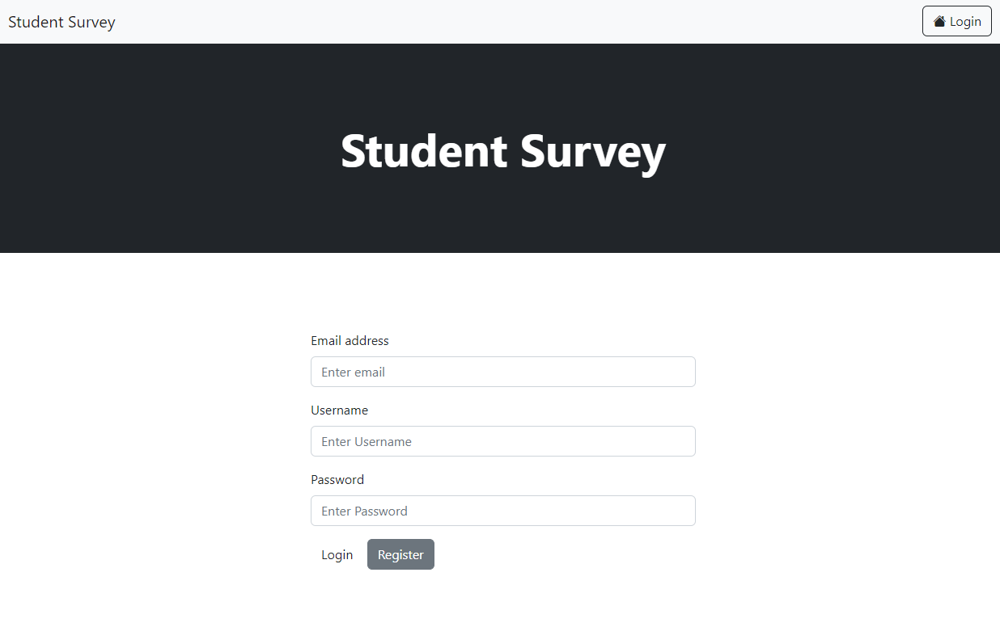 Student Survey
Login
Student Survey
Email address
Enter email
Username
Enter Username
Password
Enter Password
Login
Register